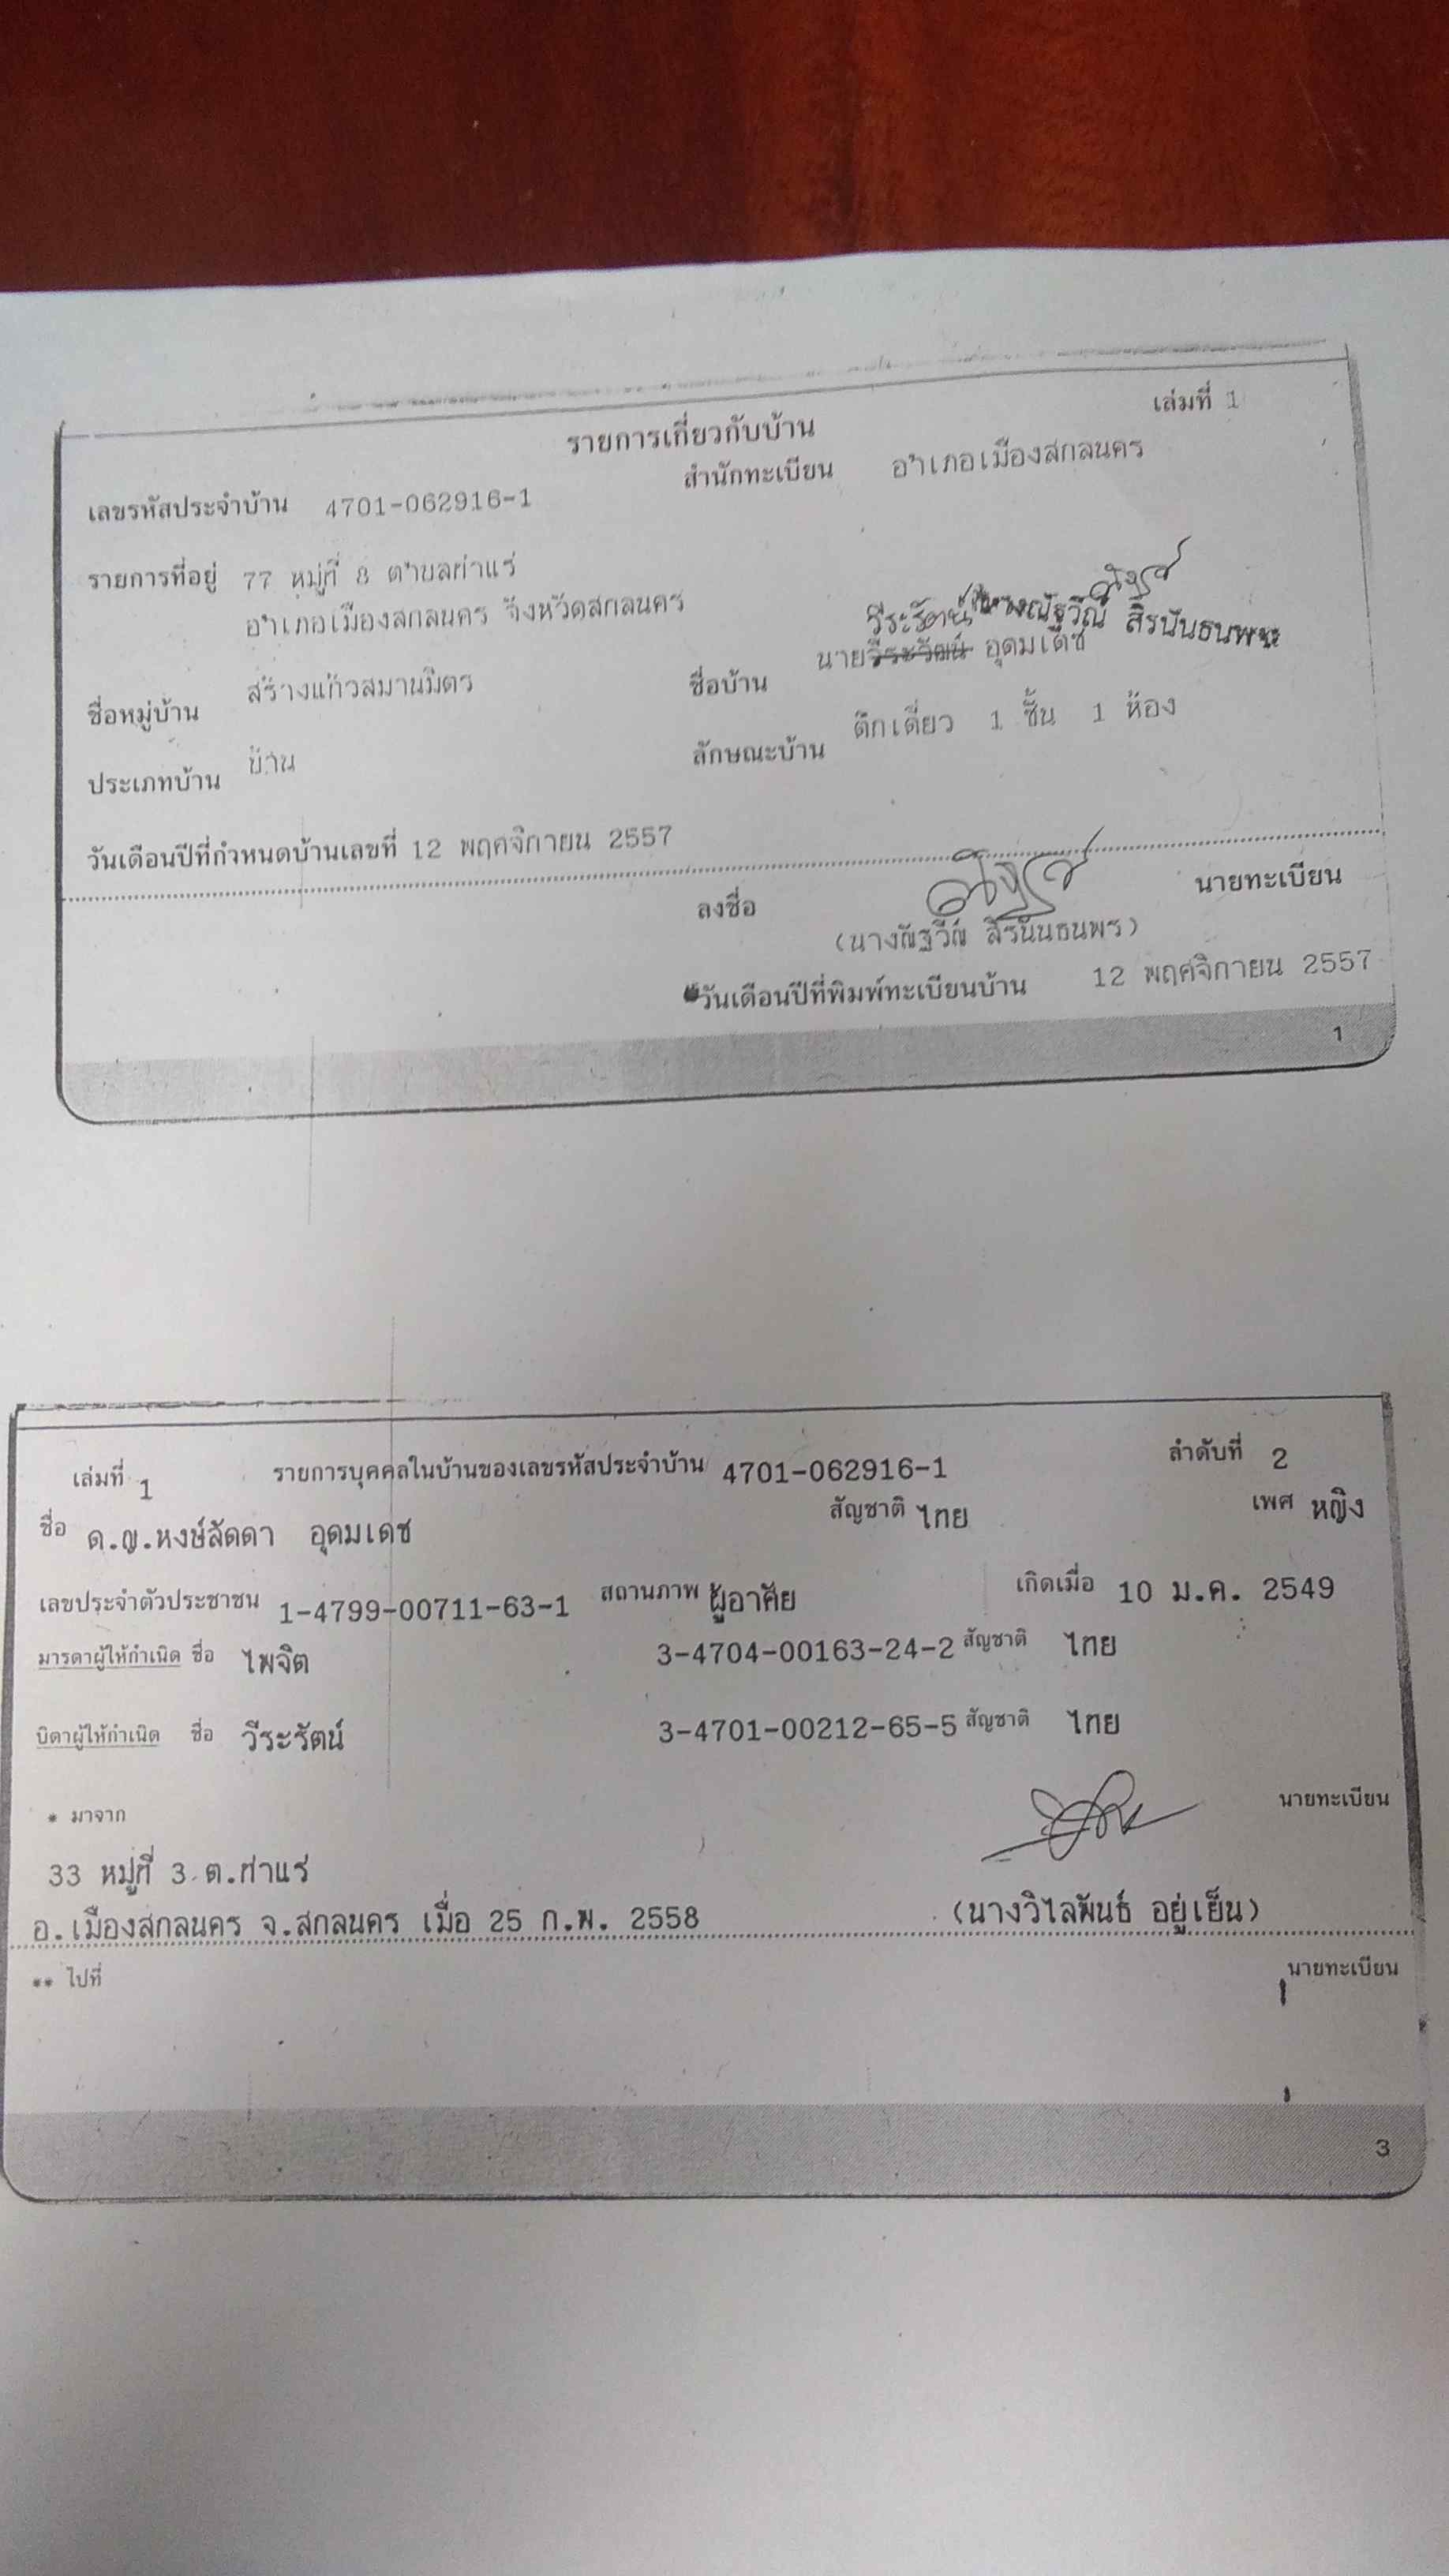 เล่มที่ 1
รายการเกี่ยวกับบ้าน
เลขรหัสประจำบ้าน 4701-062916-1 สำนักทะเบียน อำเภอเมืองสกลนคร
รายการที่อยู่ 77 หมู่ที่ 8 ตำบลท่าแร่
อำเภอเมืองสกลนคร จังหวัดสกลนคร
วีระรัตน์ นางณัฐวีณ์ สิรนันธนพร
ชื่อหมู่บ้าน สร้างแก้วสมานมิตร ชื่อบ้าน นายวีระวัฒน์ อุดมเดช
ประเภทบ้าน บ้าน ลักษณะบ้าน ตึกเดี่ยว 1 ชั้น 1 ห้อง
วันเดือนปีที่กำหนดบ้านเลขที่ 12 พฤศจิกายน 2557
ลงชื่อ นายทะเบียน
(นางณัฐวีณ์ สิรนันธนพร)
วันเดือนปีที่พิมพ์ทะเบียนบ้าน 12 พฤศจิกายน 2557
1
เล่มที่ 1 รายการบุคคลในบ้านของเลขรหัสประจำบ้าน 4701-062916-1 ลำดับที่ 2
ชื่อ ด.ญ.หงษ์ลัดดา อุดมเดช สัญชาติ ไทย เพศ หญิง
เลขประจำตัวประชาชน 1-4799-00711-63-1 สถานภาพ ผู้อาศัย เกิดเมื่อ 10 ม.ค. 2549
มารดาผู้ให้กำเนิด ชื่อ ไพจิต 3-4704-00163-24-2 สัญชาติ ไทย
บิดาผู้ให้กำเนิด ชื่อ วีระรัตน์ 3-4701-00212-65-5 สัญชาติ ไทย
* มาจาก นายทะเบียน
33 หมู่ที่ 3 ต.ท่าแร่
อ.เมืองสกลนคร จ.สกลนคร เมื่อ 25 ก.พ. 2558 (นางวิไลพันธ์ อยู่เย็น)
** ไปที่ นายทะเบียน
3